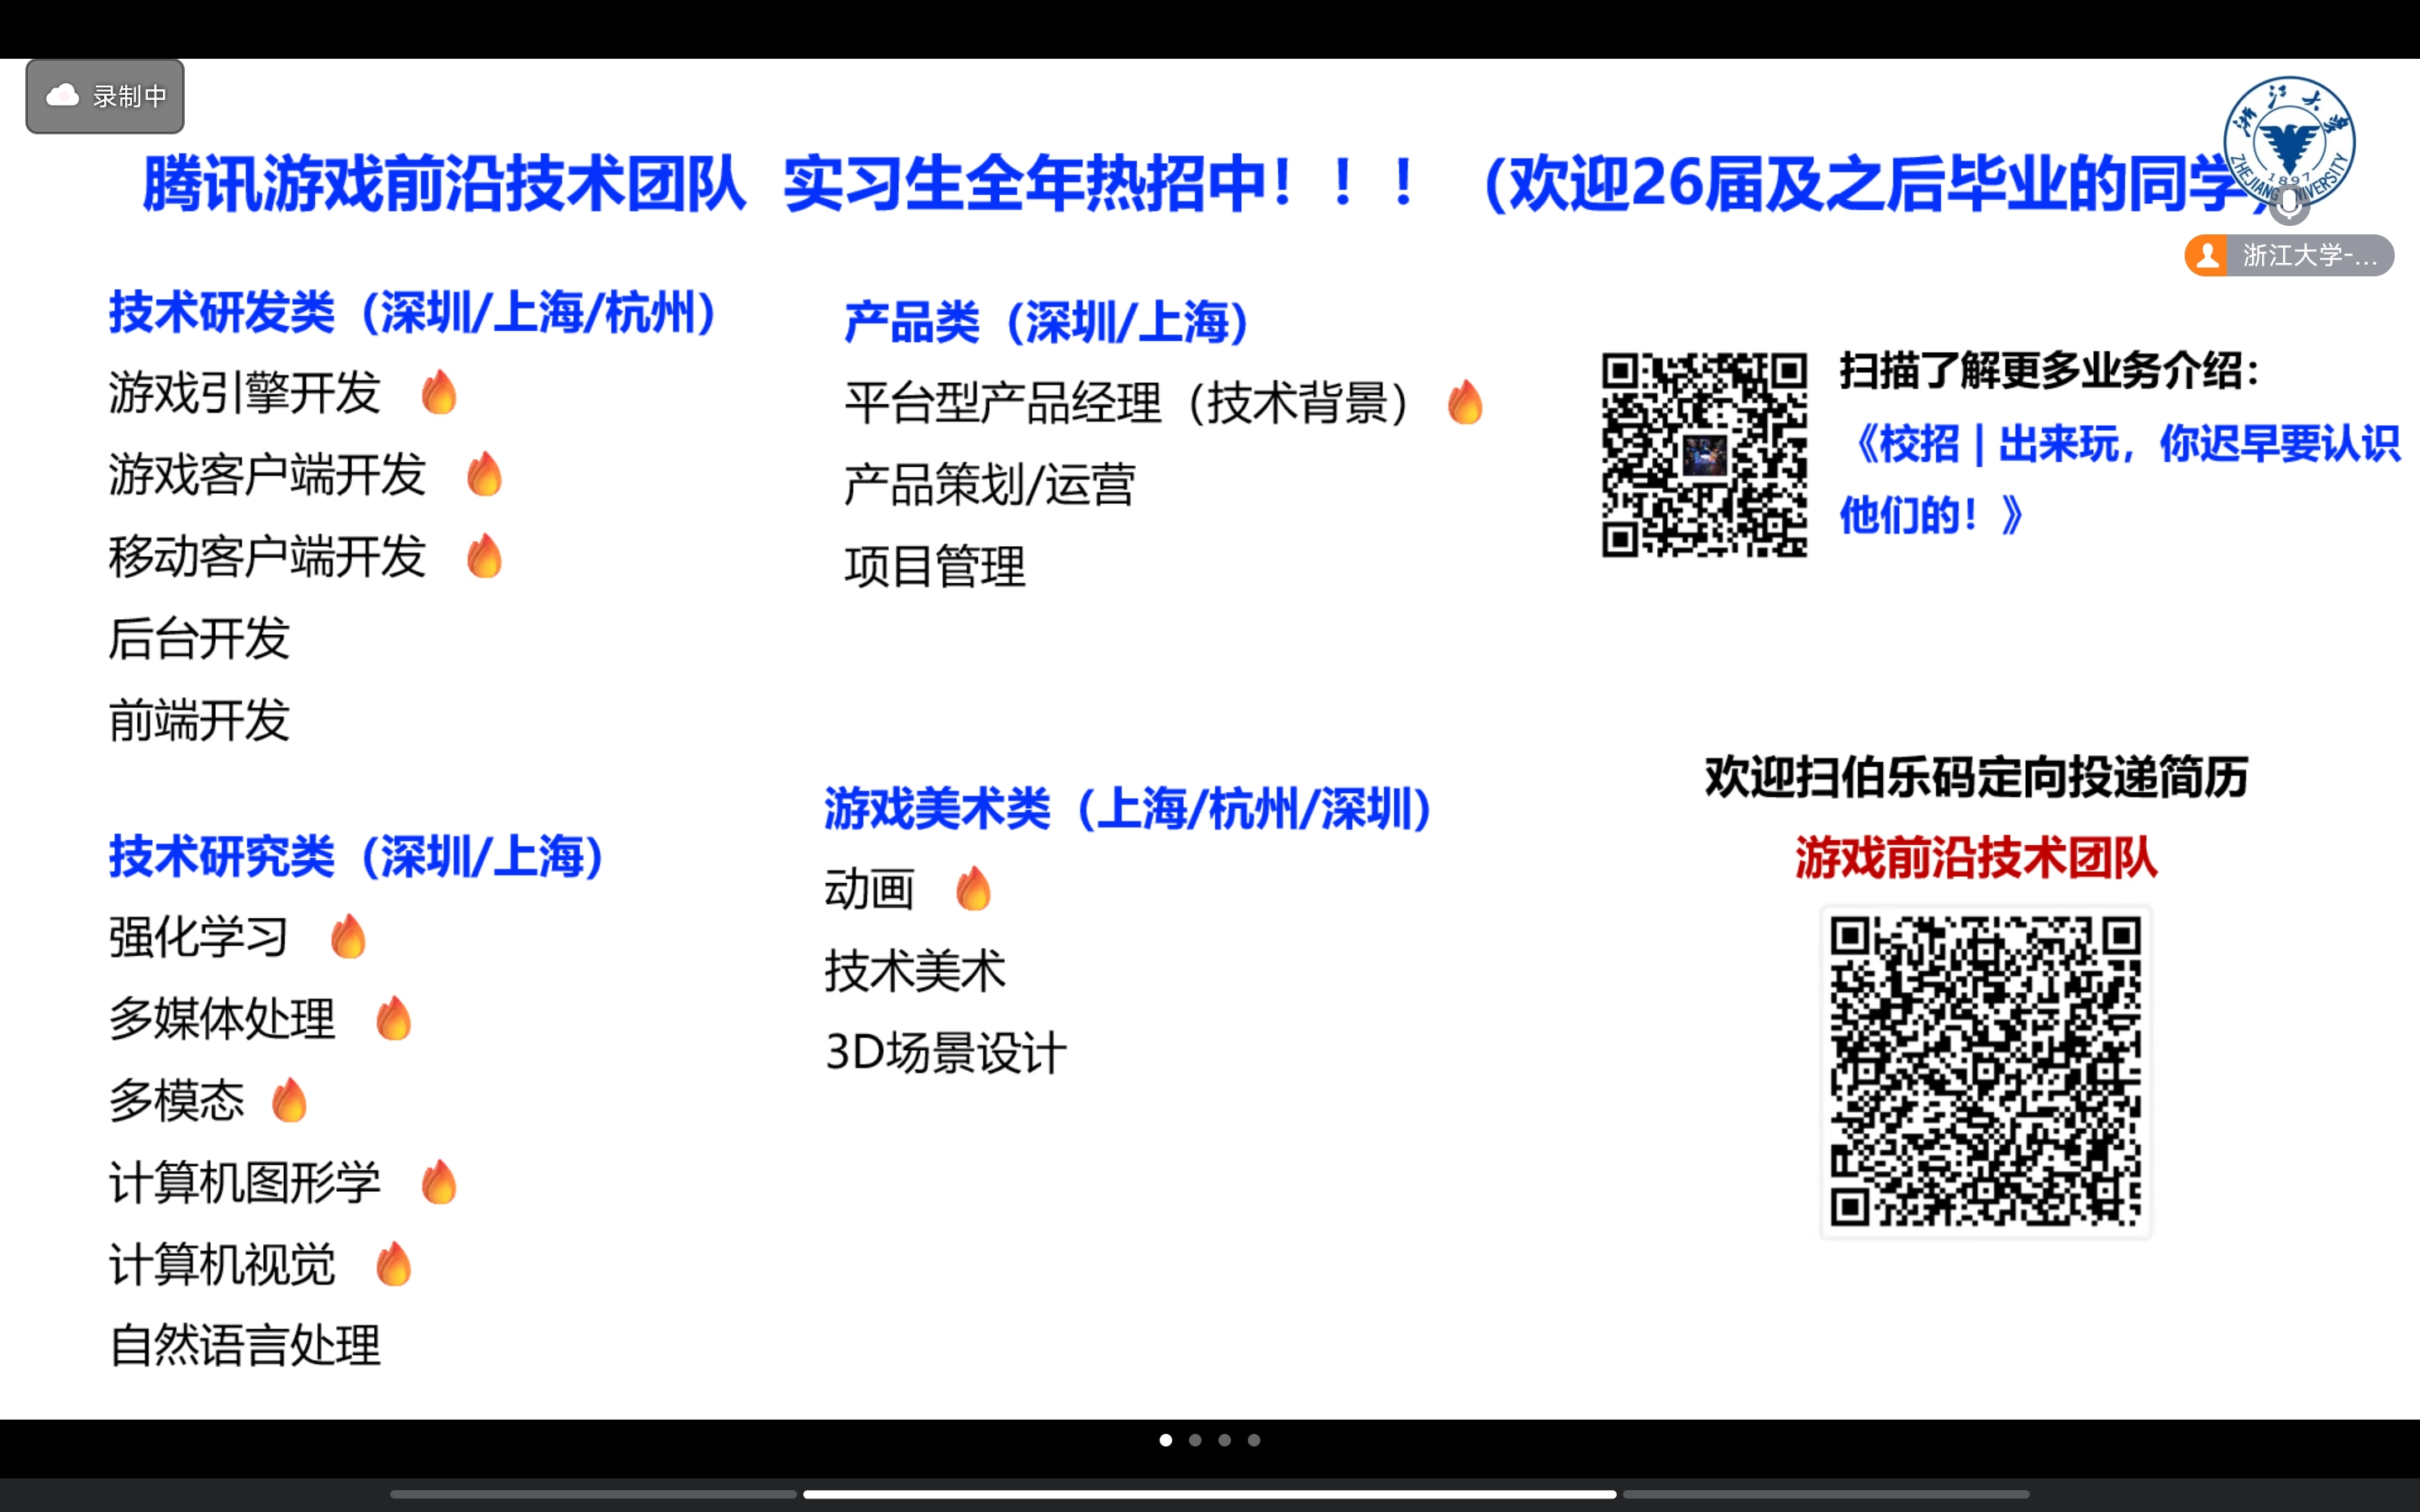 录制中
腾讯游戏前沿技术团队 实习生全年热招中！！！（欢迎26届及之后毕业的同学）
浙江大学
ZHEJIANG UNIVERSITY
1897
浙江大学-...
技术研发类（深圳/上海/杭州）
游戏引擎开发 🔥
游戏客户端开发 🔥
移动客户端开发 🔥
后台开发
前端开发
技术研究类（深圳/上海）
强化学习 🔥
多媒体处理 🔥
多模态 🔥
计算机图形学 🔥
计算机视觉 🔥
自然语言处理
产品类（深圳/上海）
平台型产品经理（技术背景） 🔥
产品策划/运营
项目管理
游戏美术类（上海/杭州/深圳）
动画 🔥
技术美术
3D场景设计
扫描了解更多业务介绍：
《校招 | 出来玩，你迟早要认识
他们的！》
欢迎扫伯乐码定向投递简历
游戏前沿技术团队